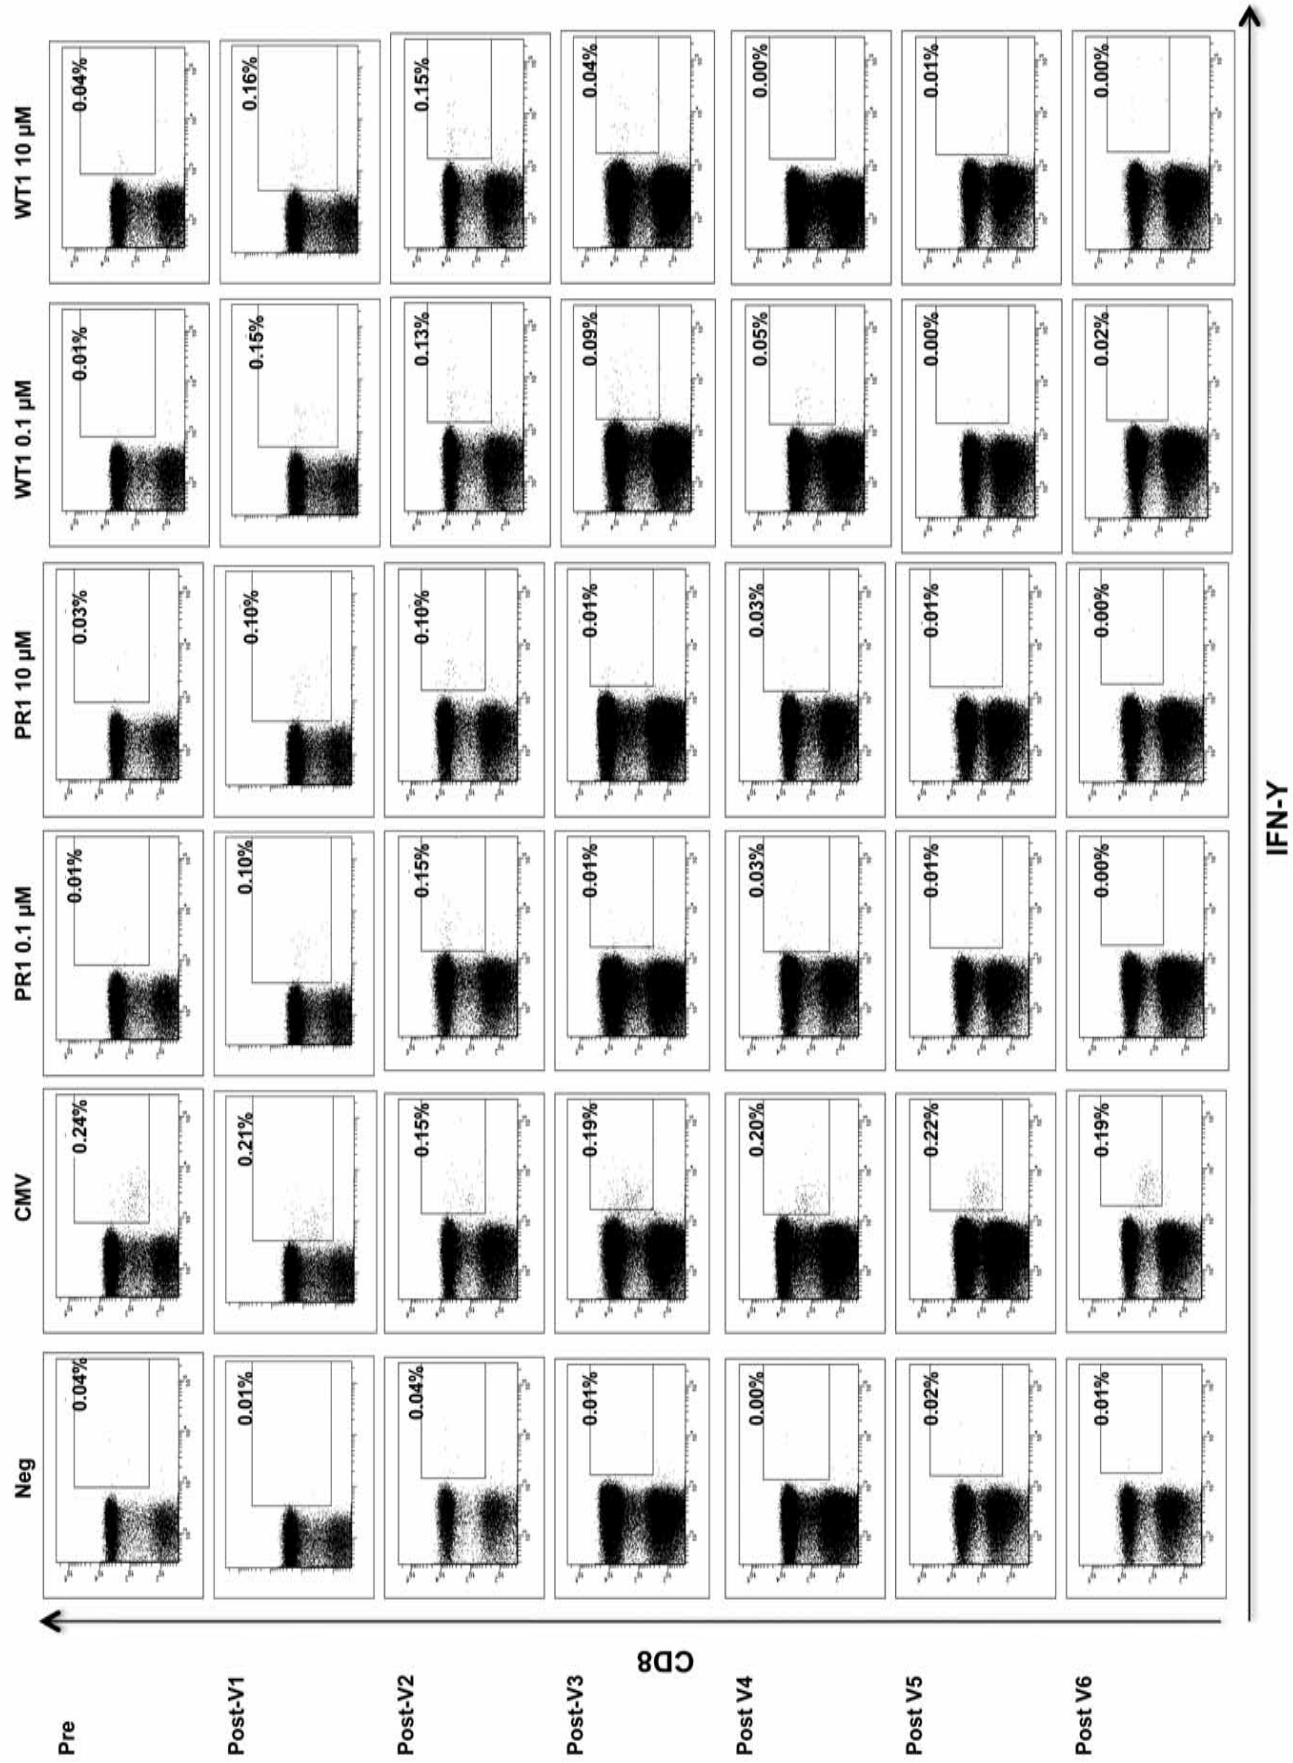 Neg CMV PR1 0.1 µM PR1 10 µM WT1 0.1 µM WT1 10 µM
Pre 0.04% 0.24% 0.01% 0.03% 0.01% 0.04%
Post-V1 0.01% 0.21% 0.10% 0.10% 0.15% 0.16%
Post-V2 0.04% 0.15% 0.15% 0.10% 0.13% 0.15%
Post-V3 0.01% 0.19% 0.01% 0.01% 0.09% 0.04%
Post V4 0.00% 0.20% 0.03% 0.03% 0.05% 0.00%
Post V5 0.02% 0.22% 0.01% 0.01% 0.00% 0.01%
Post V6 0.01% 0.19% 0.00% 0.00% 0.02% 0.00%
CD8
IFN-Y